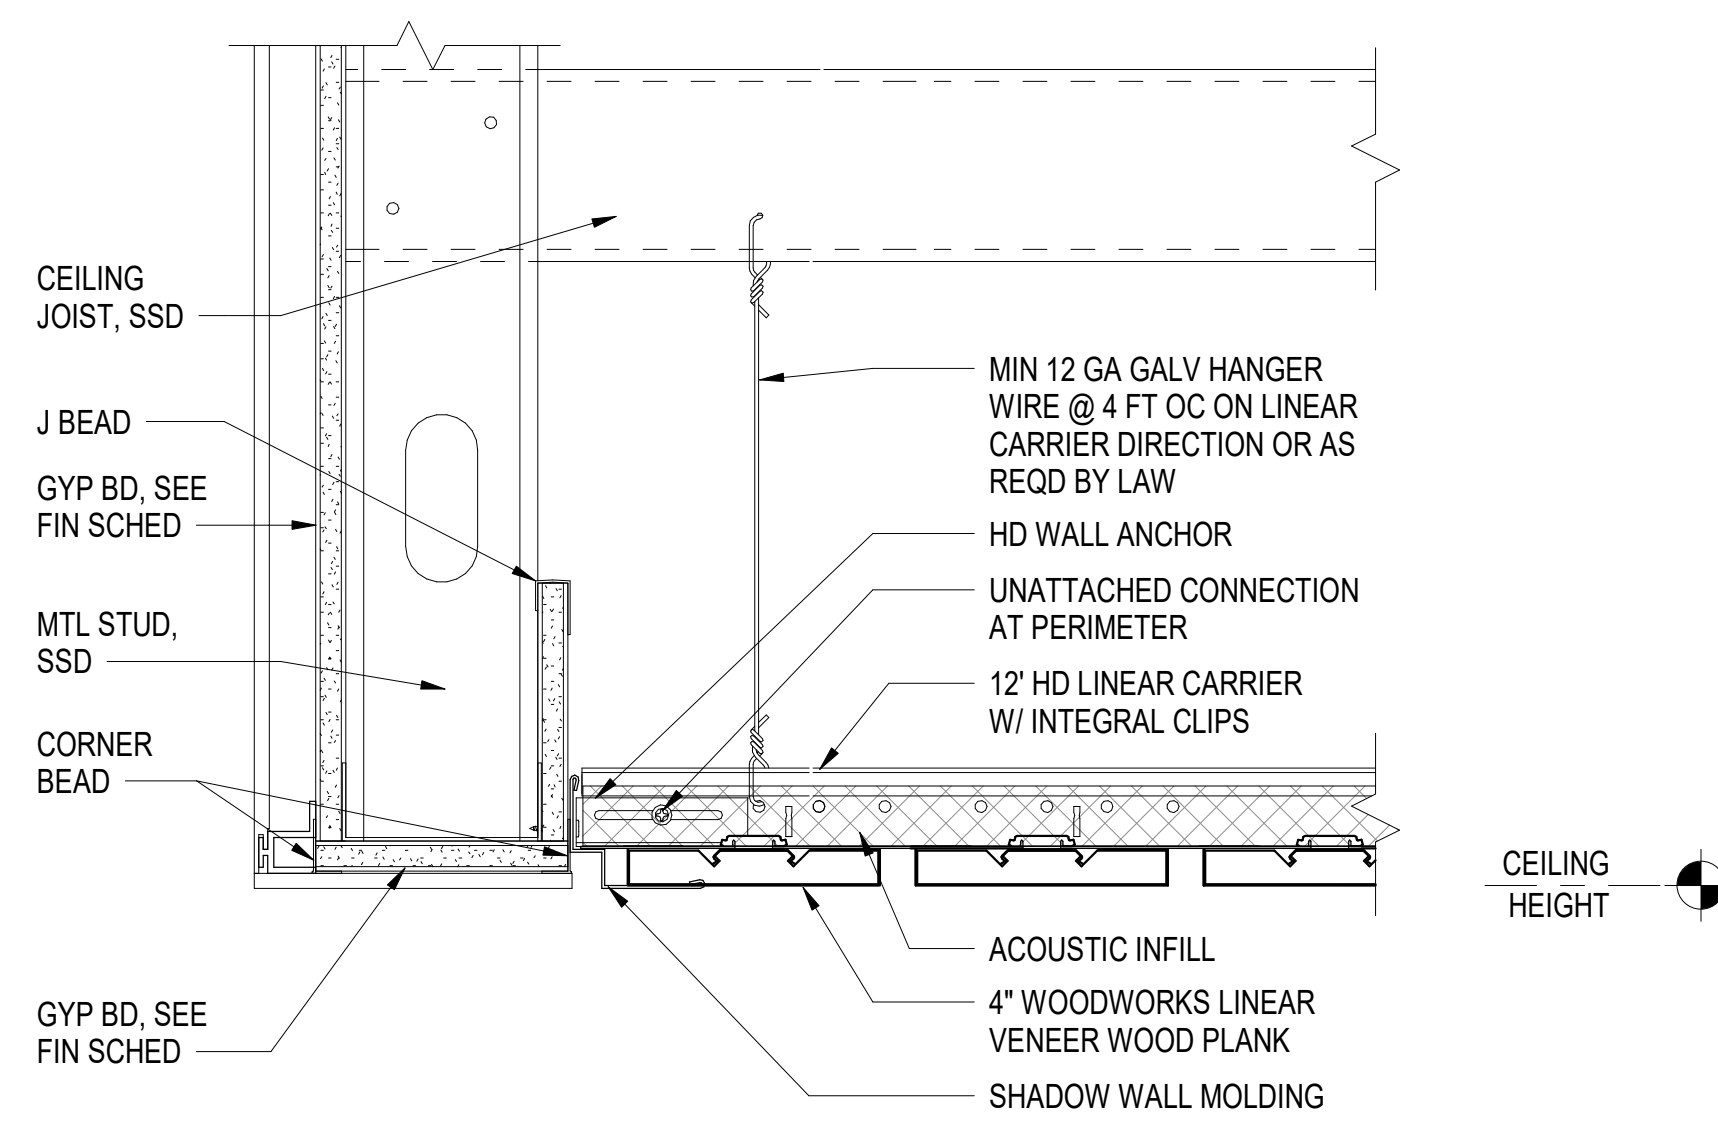 CEILING
JOIST, SSD
J BEAD
GYP BD, SEE
FIN SCHED
MTL STUD,
SSD
CORNER
BEAD
GYP BD, SEE
FIN SCHED
MIN 12 GA GALV HANGER
WIRE @ 4 FT OC ON LINEAR
CARRIER DIRECTION OR AS
REQD BY LAW
HD WALL ANCHOR
UNATTACHED CONNECTION
AT PERIMETER
12' HD LINEAR CARRIER
W/ INTEGRAL CLIPS
ACOUSTIC INFILL
4" WOODWORKS LINEAR
VENEER WOOD PLANK
SHADOW WALL MOLDING
CEILING
HEIGHT